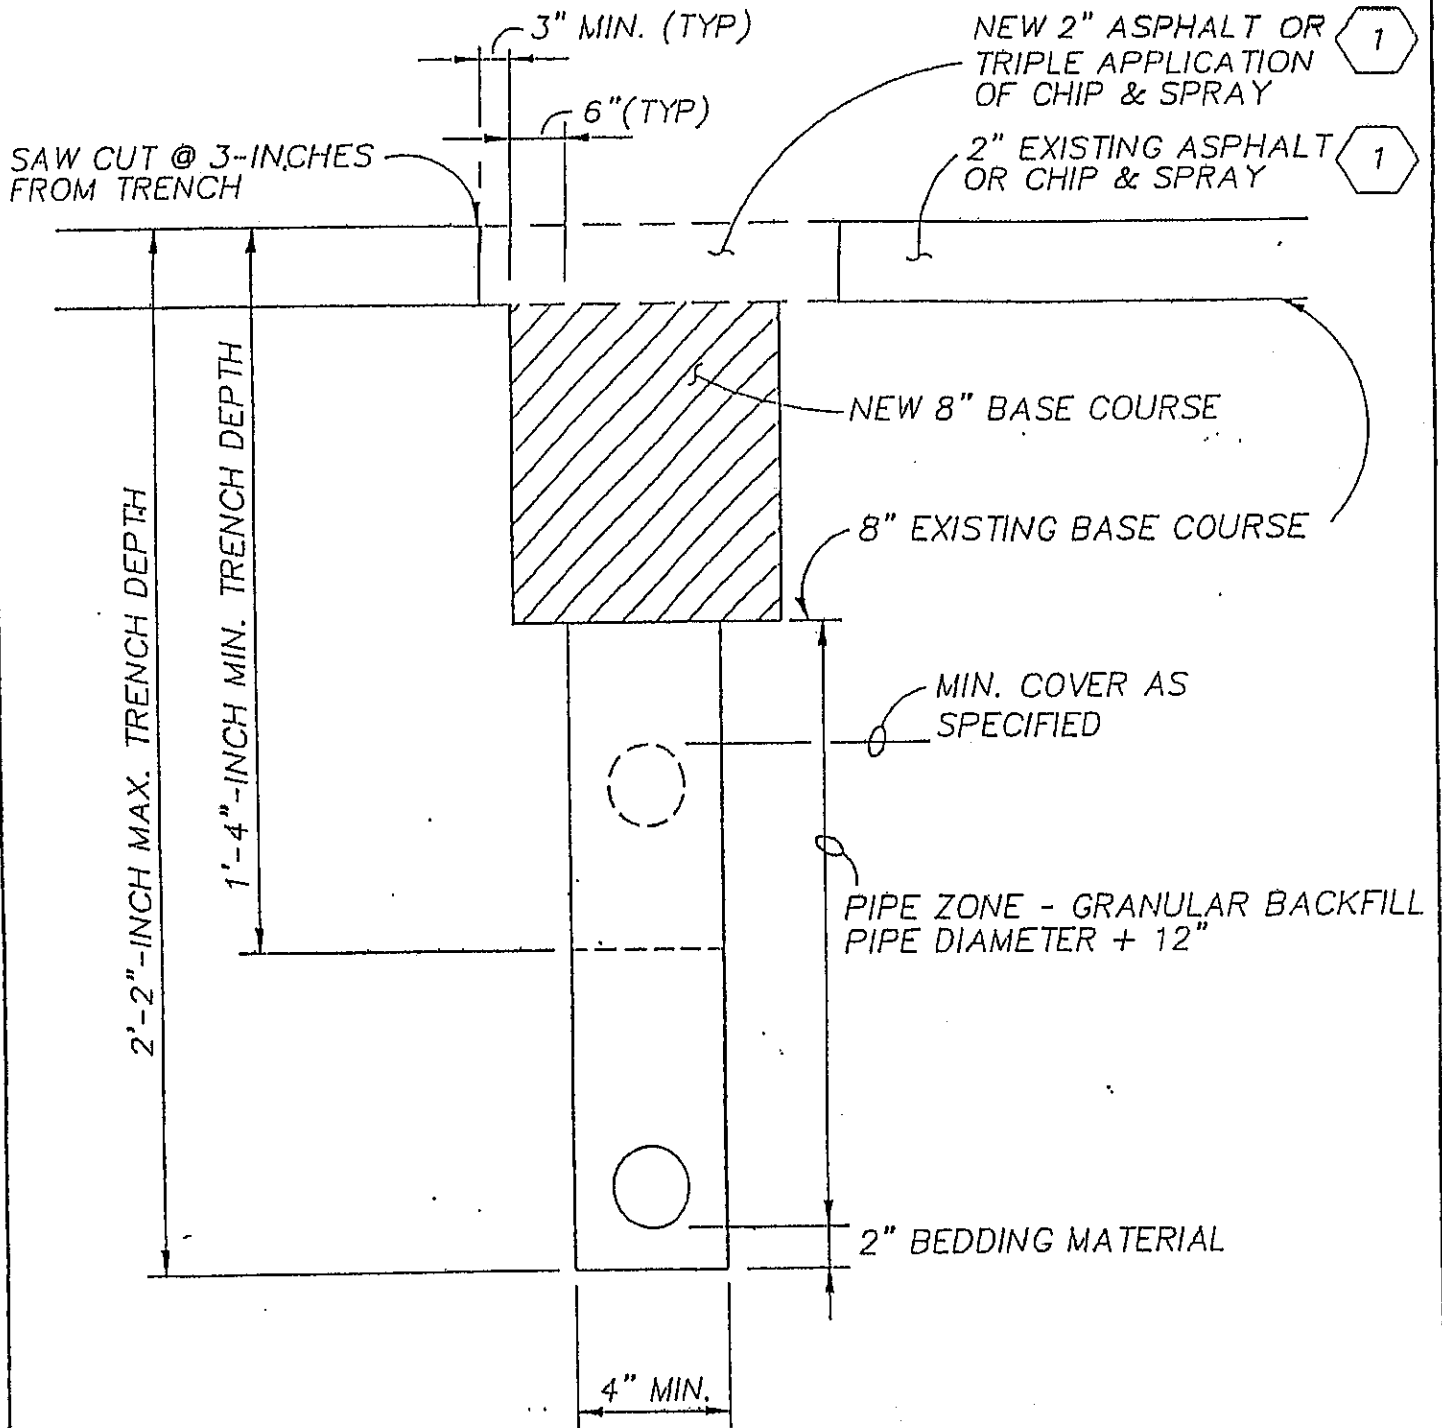 3" MIN. (TYP)
NEW 2" ASPHALT OR
TRIPLE APPLICATION
OF CHIP & SPRAY
1
6"(TYP)
SAW CUT @ 3-INCHES
FROM TRENCH
2" EXISTING ASPHALT
OR CHIP & SPRAY
1
2'-2"-INCH MAX. TRENCH DEPTH
1'-4"-INCH MIN. TRENCH DEPTH
NEW 8" BASE COURSE
8" EXISTING BASE COURSE
MIN. COVER AS
SPECIFIED
PIPE ZONE - GRANULAR BACKFILL
PIPE DIAMETER + 12"
2" BEDDING MATERIAL
4" MIN.